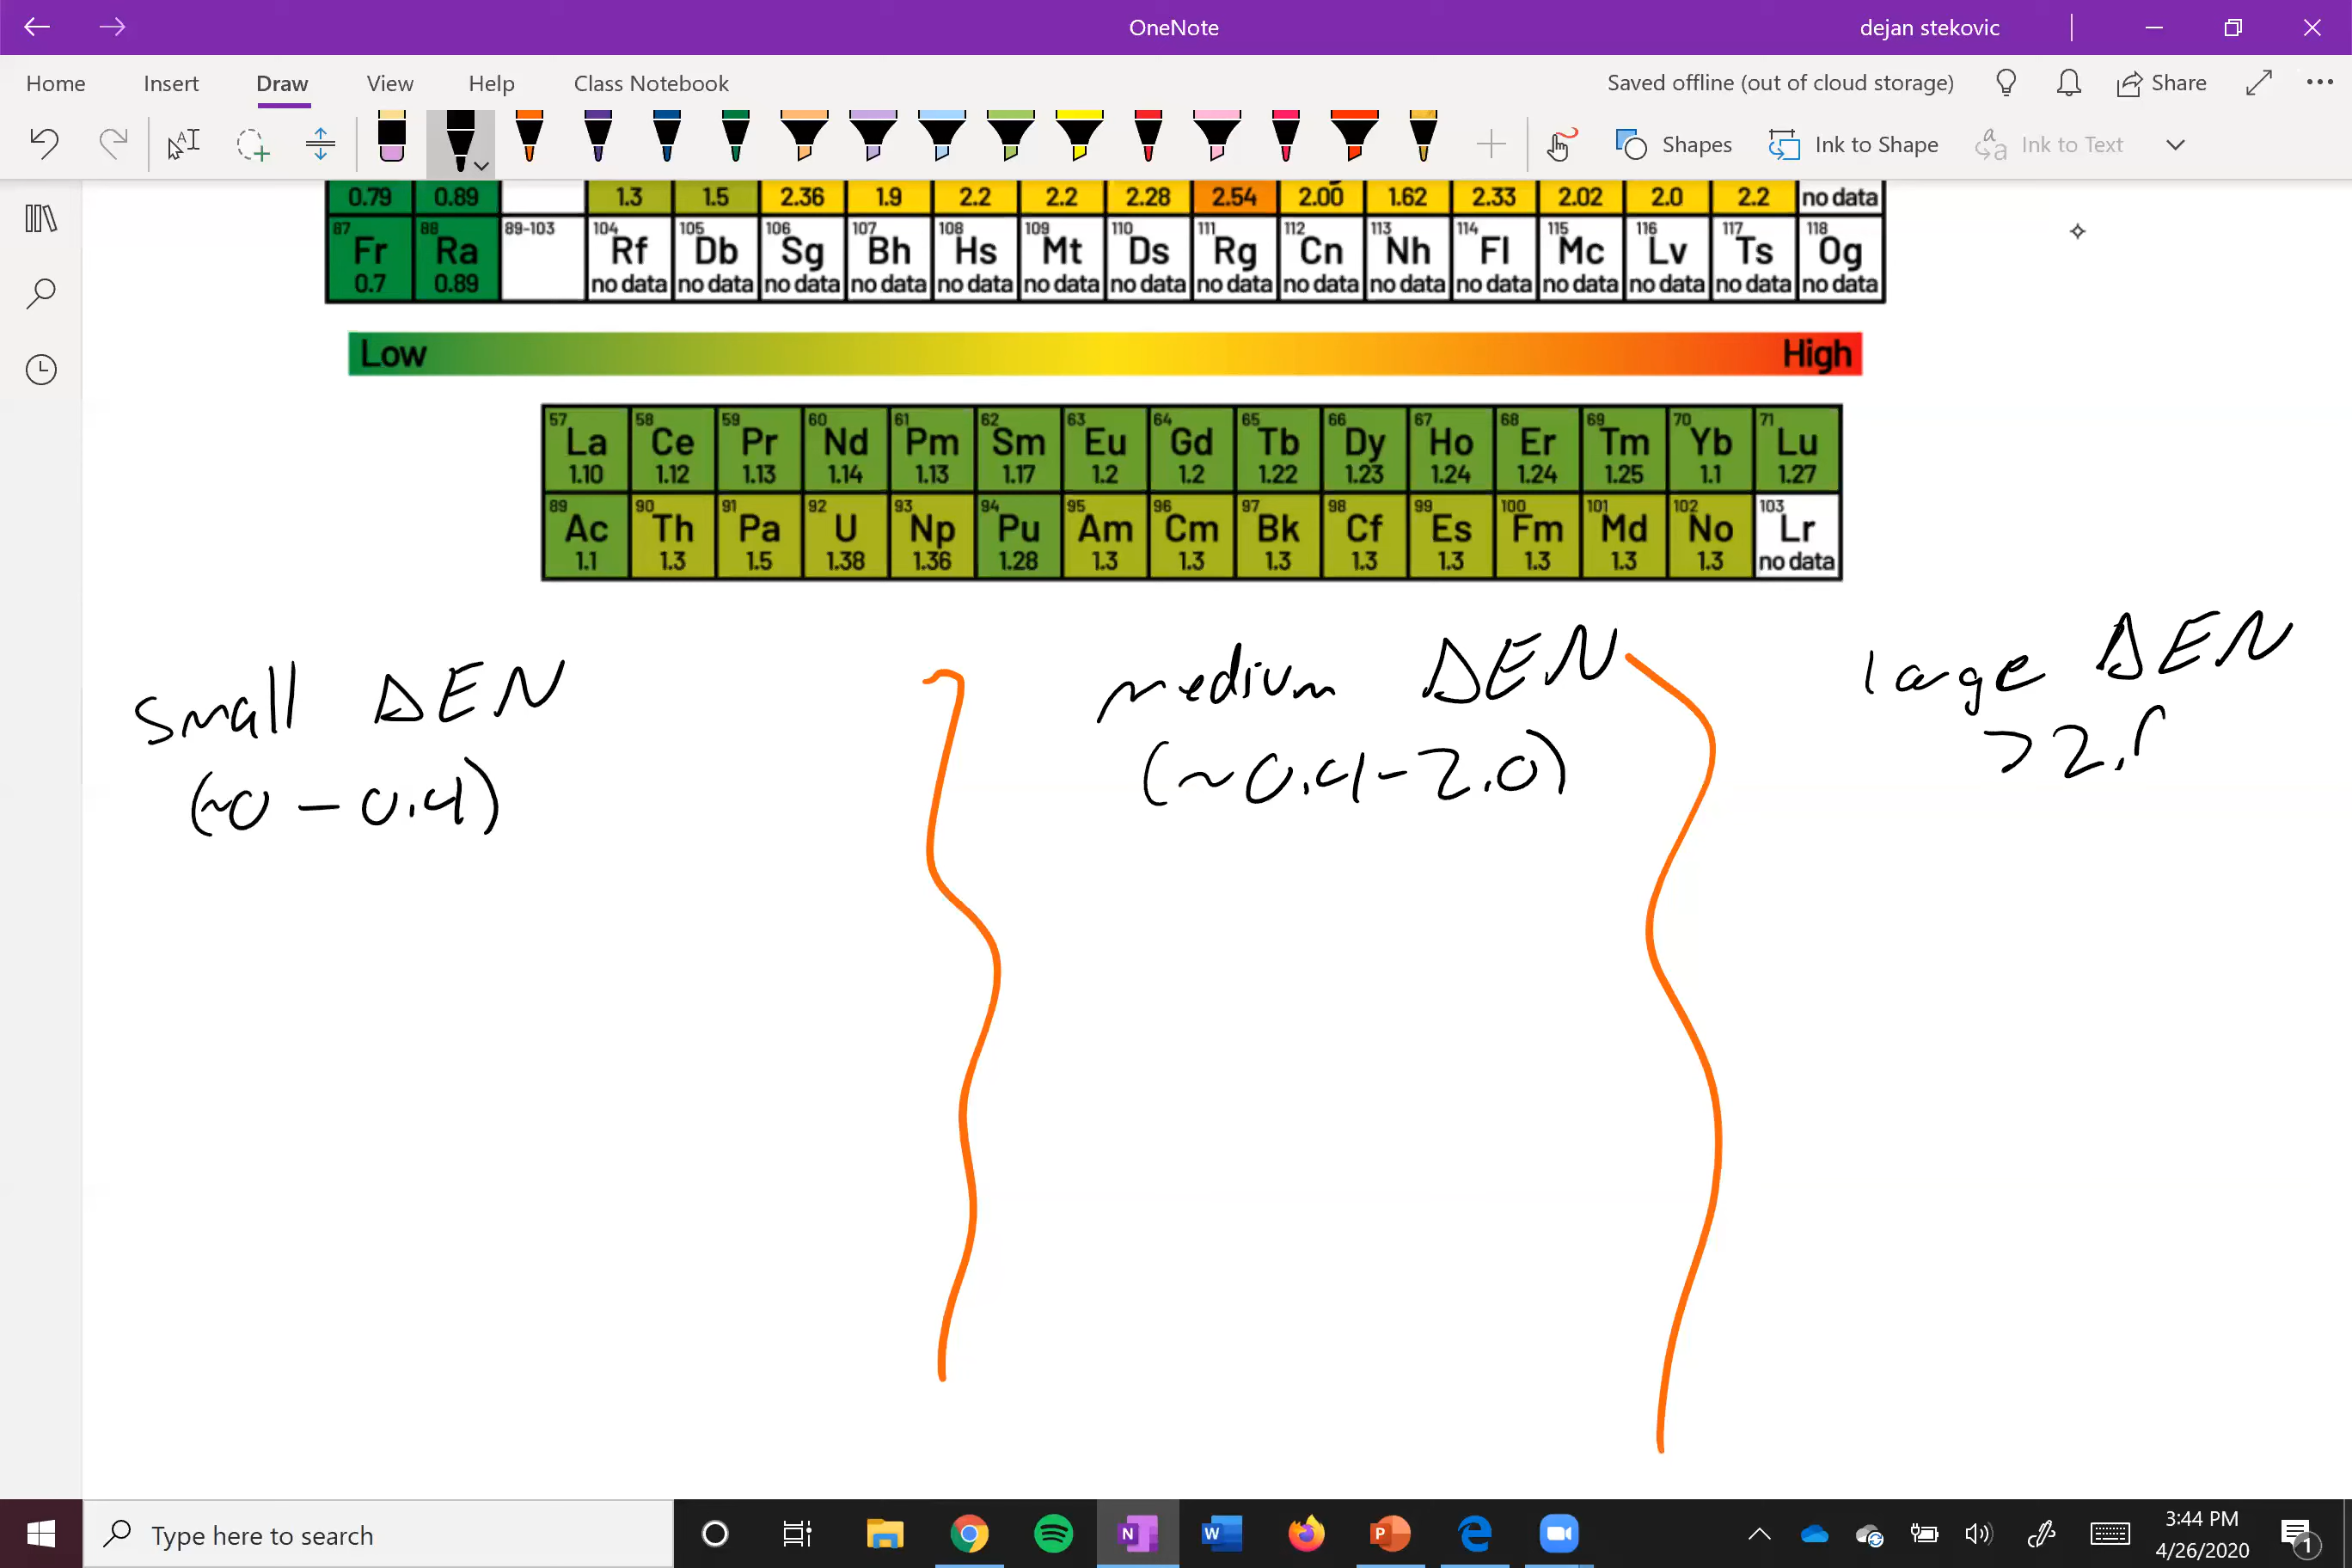 OneNote
dejan stekovic
Home Insert Draw View Help Class Notebook
Saved offline (out of cloud storage) Share
Shapes Ink to Shape Ink to Text
0.79 0.89 1.3 1.5 2.36 1.9 2.2 2.2 2.28 2.54 2.00 1.62 2.33 2.02 2.0 2.2 no data
87 88 89-103 104 105 106 107 108 109 110 111 112 113 114 115 116 117 118
Fr Ra Rf Db Sg Bh Hs Mt Ds Rg Cn Nh Fl Mc Lv Ts Og
0.7 0.89 no data no data no data no data no data no data no data no data no data no data no data no data no data no data no data
Low High
57 58 59 60 61 62 63 64 65 66 67 68 69 70 71
La Ce Pr Nd Pm Sm Eu Gd Tb Dy Ho Er Tm Yb Lu
1.10 1.12 1.13 1.14 1.13 1.17 1.2 1.2 1.22 1.23 1.24 1.24 1.25 1.1 1.27
89 90 91 92 93 94 95 96 97 98 99 100 101 102 103
Ac Th Pa U Np Pu Am Cm Bk Cf Es Fm Md No Lr
1.1 1.3 1.5 1.38 1.36 1.28 1.3 1.3 1.3 1.3 1.3 1.3 1.3 1.3 no data
small ΔEN
(~0 - 0.4)
medium ΔEN
(~0.4-2.0)
large ΔEN
>2.
Type here to search
3:44 PM
4/26/2020
1